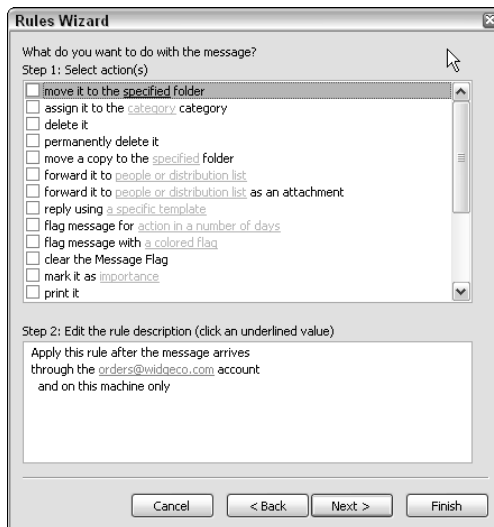 Rules Wizard
What do you want to do with the message?
Step 1: Select action(s)
move it to the specified folder
assign it to the category category
delete it
permanently delete it
move a copy to the specified folder
forward it to people or distribution list
forward it to people or distribution list as an attachment
reply using a specific template
flag message for action in a number of days
flag message with a colored flag
clear the Message Flag
mark it as importance
print it
Step 2: Edit the rule description (click an underlined value)
Apply this rule after the message arrives
through the orders@widgeco.com account
and on this machine only
Cancel < Back Next > Finish